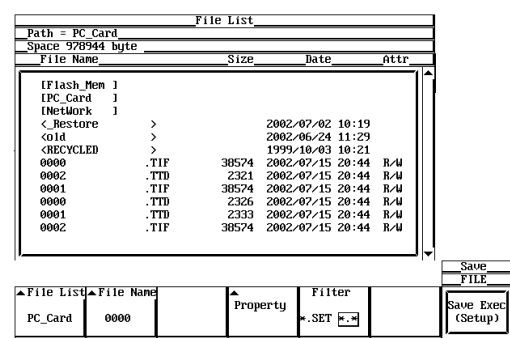 File List
Path = PC_Card
Space 978944 byte
File Name Size Date Attr
[Flash_Mem ]
[PC_Card ]
[NetWork ]
<_Restore > 2002/07/02 10:19
<old > 2002/06/24 11:29
<RECYCLED > 1999/10/03 10:21
0000 .TIF 38574 2002/07/15 20:44 R/W
0002 .TTD 2321 2002/07/15 20:44 R/W
0001 .TIF 38574 2002/07/15 20:44 R/W
0000 .TTD 2326 2002/07/15 20:44 R/W
0001 .TTD 2333 2002/07/15 20:44 R/W
0002 .TIF 38574 2002/07/15 20:44 R/W
Save
FILE
File List File Name Property Filter Save Exec
PC_Card 0000 *.SET *.* (Setup)